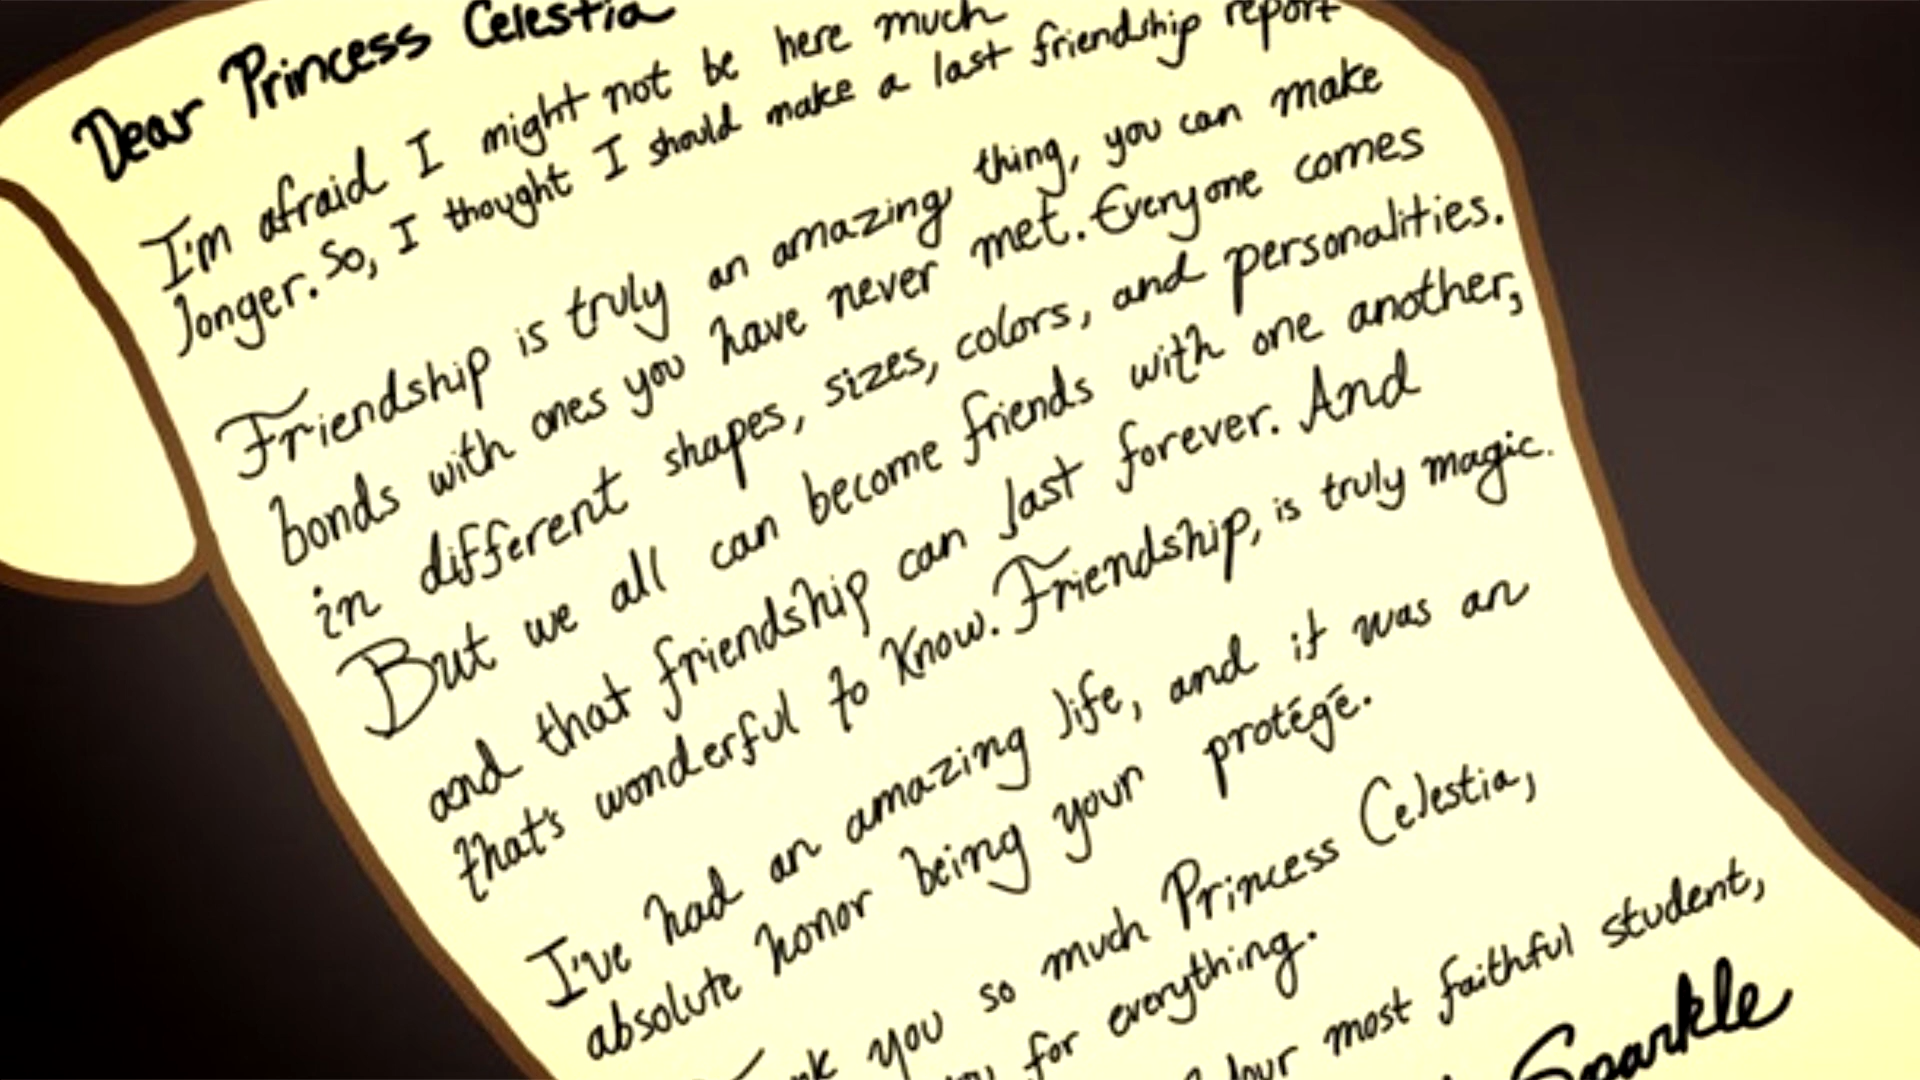 Dear Princess Celestia
I'm afraid I might not be here much
longer. So, I thought I should make a last friendship report
Friendship is truly an amazing thing, you can make
bonds with ones you have never met. Everyone comes
in different shapes, sizes, colors, and personalities.
But we all can become friends with one another,
and that friendship can last forever. And
that's wonderful to know. Friendship, is truly magic.
I've had an amazing life, and it was an
absolute honor being your protégé.
you so much Princess Celestia,
for everything.
Your most faithful student,
Sparkle